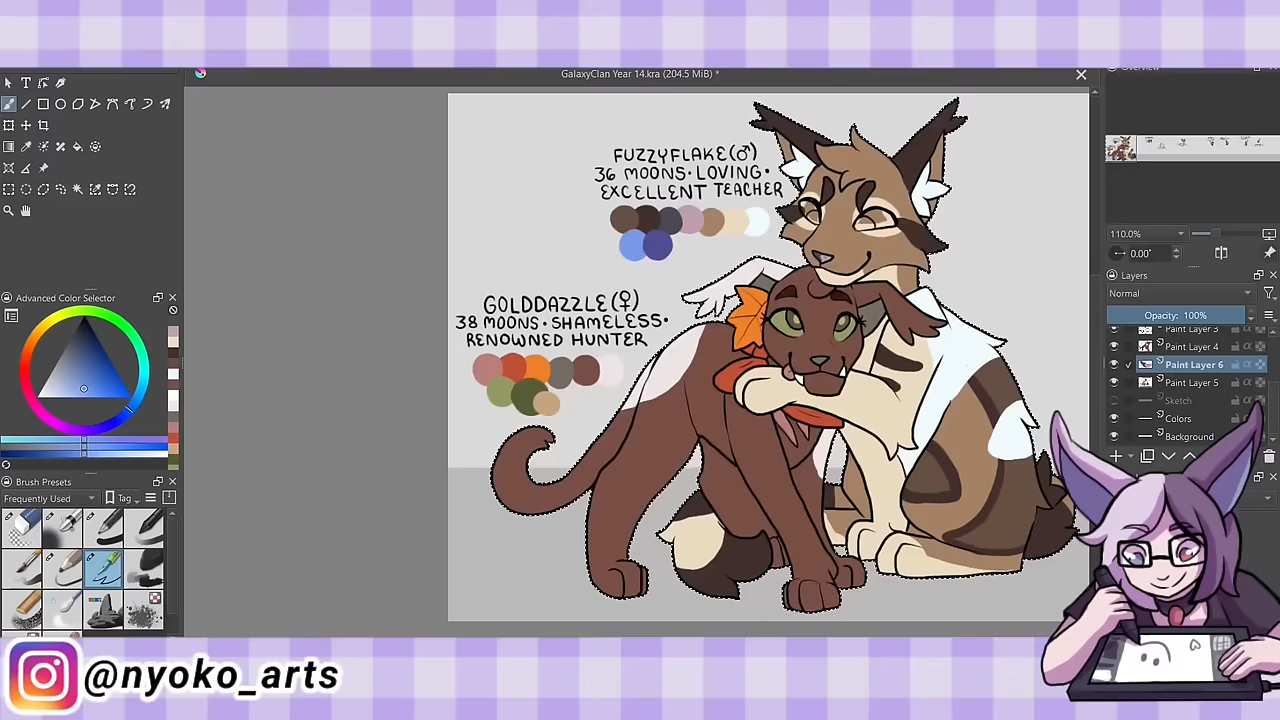 GalaxyClan Year 14.kra (204.5 MiB) *
FUZZYFLAKE(♂)
36 MOONS·LOVING·
EXCELLENT TEACHER
GOLDDAZZLE(♀)
38 MOONS·SHAMELESS·
RENOWNED HUNTER
Advanced Color Selector
Brush Presets
Frequently Used
Tag
110.0%
0.00°
Layers
Normal
Opacity: 100%
Paint Layer 3
Paint Layer 4
Paint Layer 6
Paint Layer 5
Sketch
Colors
Background
@nyoko_arts